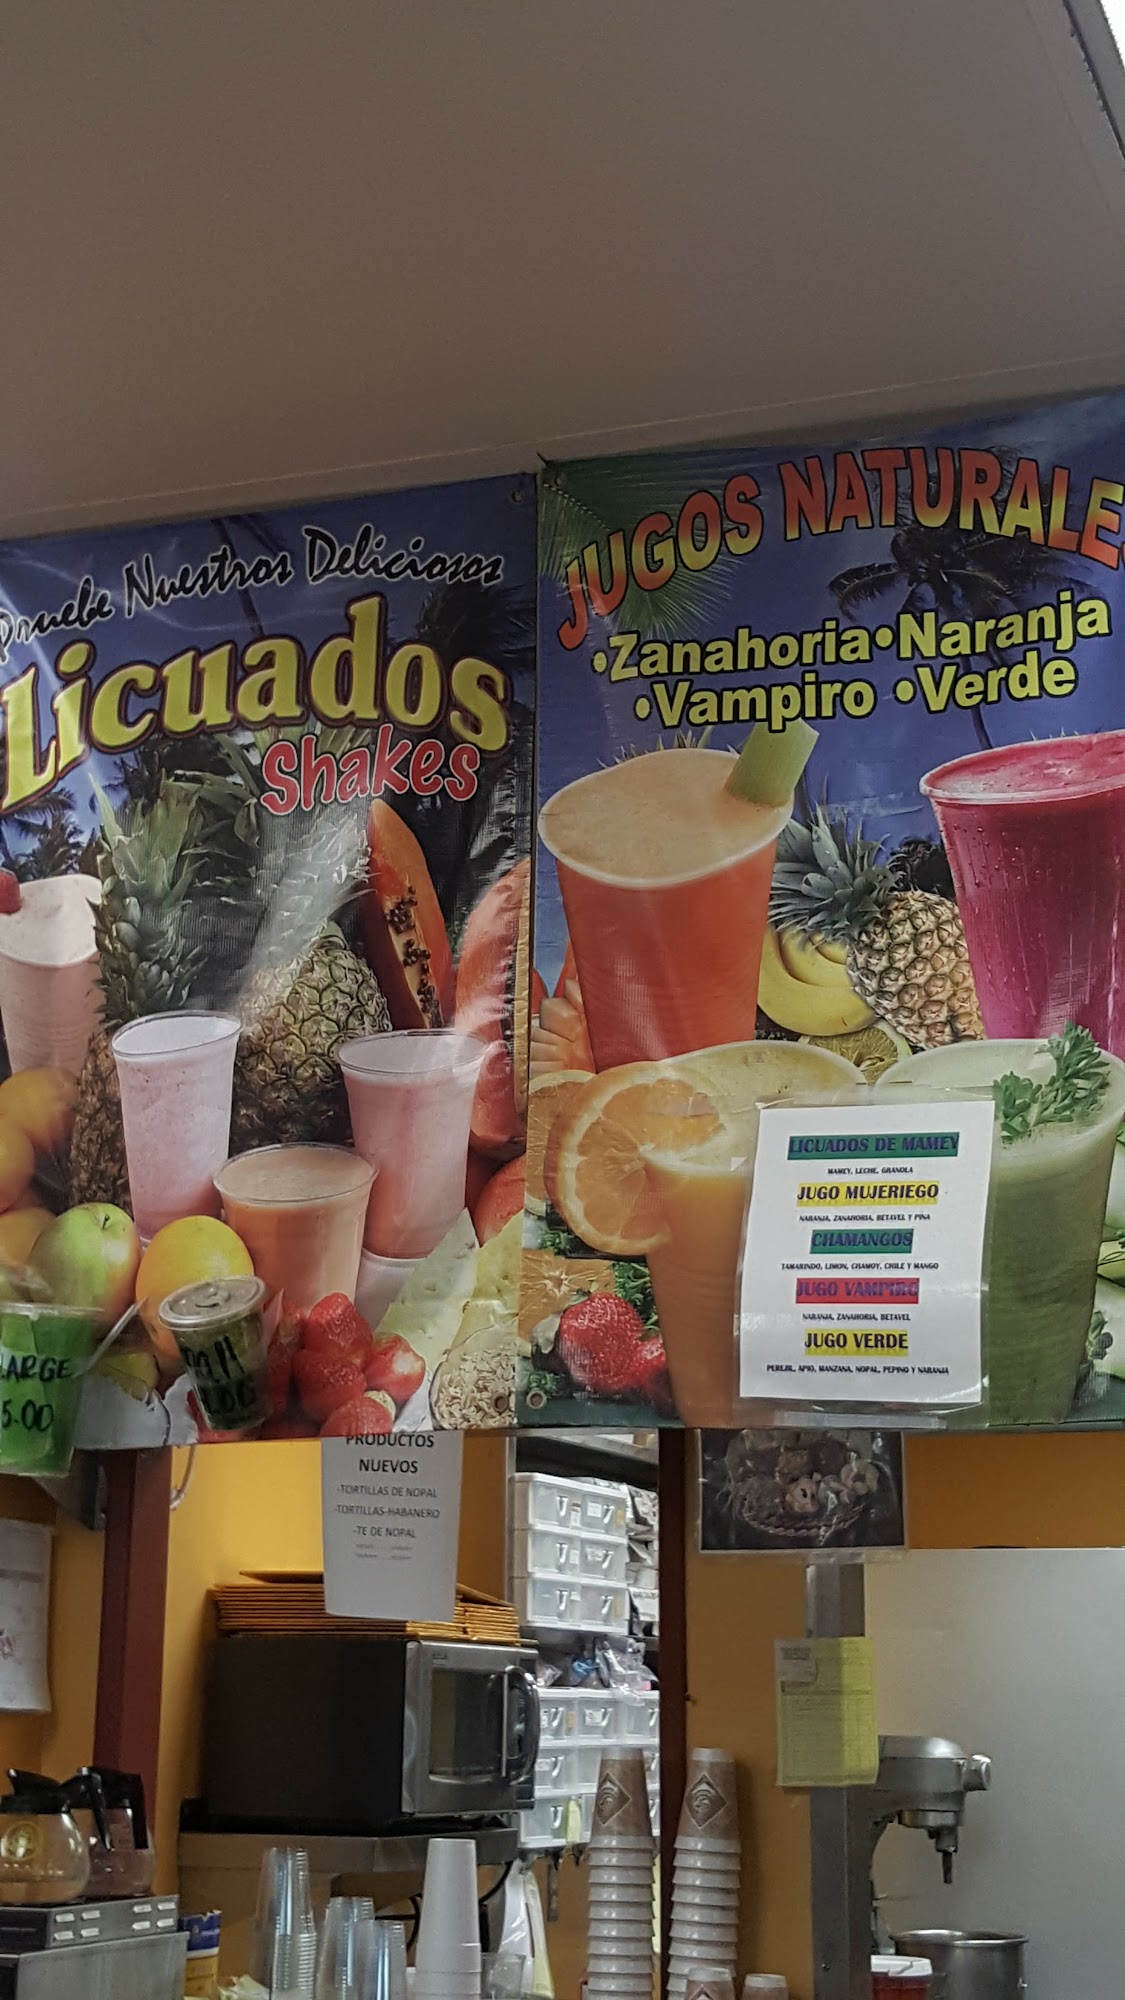 Pruebe Nuestros Deliciosos
Licuados
Shakes
JUGOS NATURALES
•Zanahoria•Naranja
•Vampiro •Verde
LICUADOS DE MAMEY
MAMEY, LECHE, GRANOLA
JUGO MUJERIEGO
NARANJA, ZANAHORIA, BETAVEL Y PINA
CHAMANGOS
TAMARINDO, LIMON, CHAMOY, CHILE Y MANGO
JUGO VAMPIRO
NARANJA, ZANAHORIA, BETAVEL
JUGO VERDE
PEREJIL, APIO, MANZANA, NOPAL, PEPINO Y NARANJA
LARGE
5.00
PRODUCTOS
NUEVOS
-TORTILLAS DE NOPAL
-TORTILLAS-HABANERO
-TE DE NOPAL